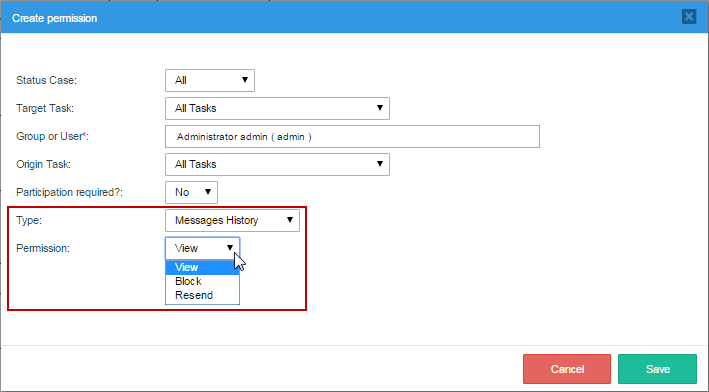 Create permission
Status Case: All
Target Task: All Tasks
Group or User*: Administrator admin ( admin )
Origin Task: All Tasks
Participation required?: No
Type: Messages History
Permission: View
View
Block
Resend
Cancel Save